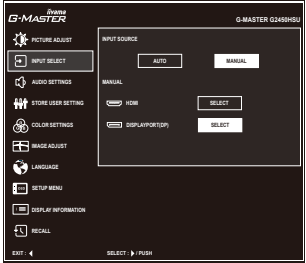 iiyama
G-MASTER
G-MASTER G2450HSU
PICTURE ADJUST
INPUT SELECT
AUDIO SETTINGS
STORE USER SETTING
COLOR SETTINGS
IMAGE ADJUST
LANGUAGE
SETUP MENU
DISPLAY INFORMATION
RECALL
INPUT SOURCE
AUTO
MANUAL
MANUAL
HDMI
SELECT
DISPLAYPORT(DP)
SELECT
EXIT :
SELECT : / PUSH